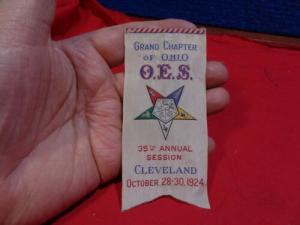 GRAND CHAPTER
OF OHIO
O.E.S.
35TH ANNUAL
SESSION
CLEVELAND
OCTOBER 28-30, 1924